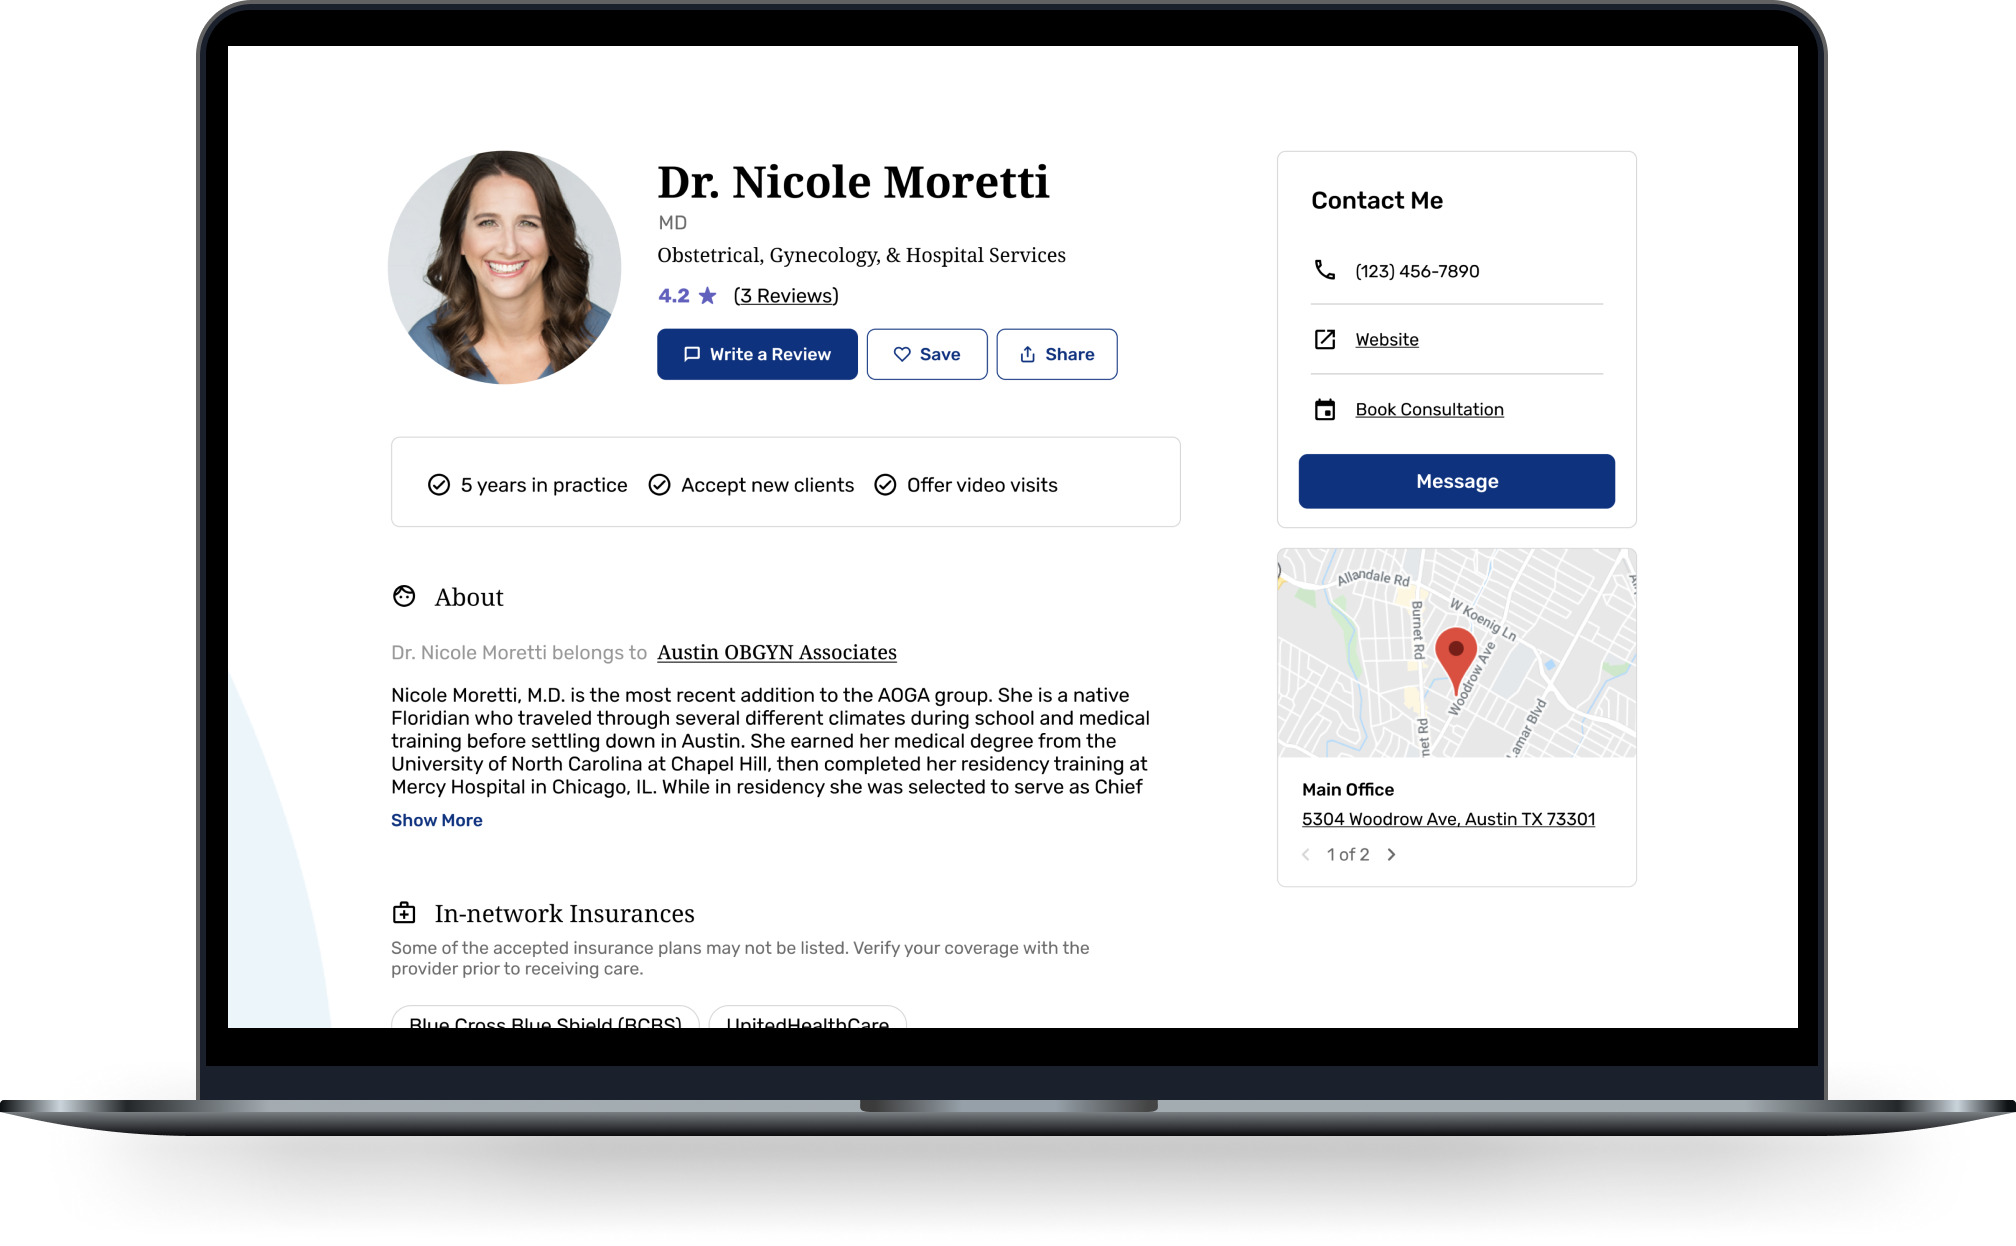 Dr. Nicole Moretti
MD
Obstetrical, Gynecology, & Hospital Services
4.2 ★ (3 Reviews)
Write a Review
Save
Share
5 years in practice
Accept new clients
Offer video visits
About
Dr. Nicole Moretti belongs to Austin OBGYN Associates
Nicole Moretti, M.D. is the most recent addition to the AOGA group. She is a native
Floridian who traveled through several different climates during school and medical
training before settling down in Austin. She earned her medical degree from the
University of North Carolina at Chapel Hill, then completed her residency training at
Mercy Hospital in Chicago, IL. While in residency she was selected to serve as Chief
Show More
In-network Insurances
Some of the accepted insurance plans may not be listed. Verify your coverage with the
provider prior to receiving care.
Blue Cross Blue Shield (BCBS)
UnitedHealthCare
Contact Me
(123) 456-7890
Website
Book Consultation
Message
Allandale Rd
Burnet Rd
W Koenig Ln
Woodrow Ave
Lamar Blvd
net Rd
Main Office
5304 Woodrow Ave, Austin TX 73301
1 of 2